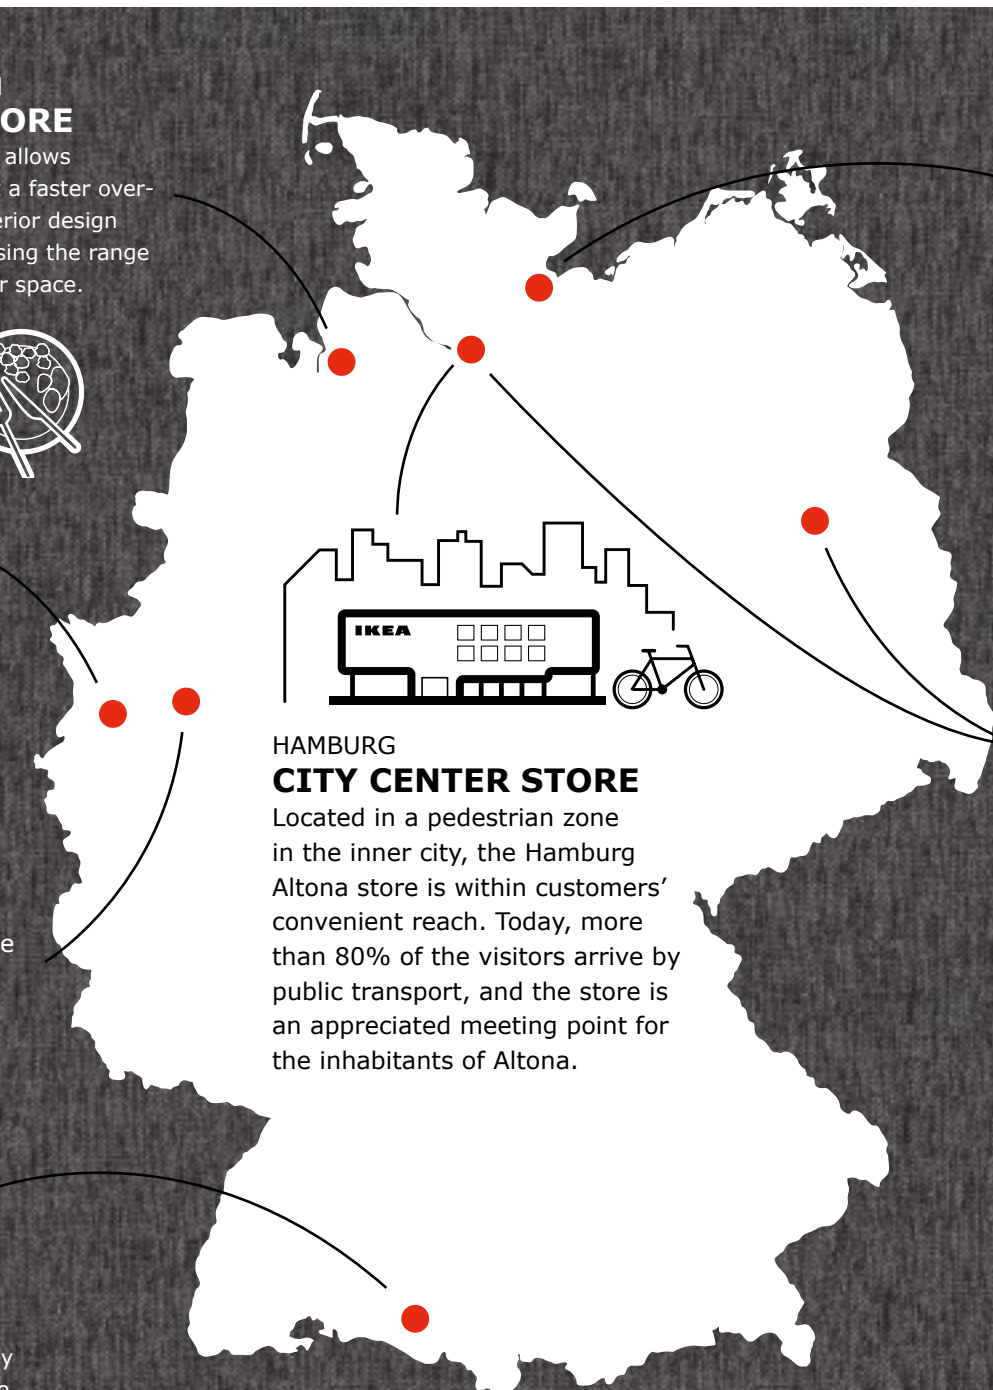 ORE
allows
a faster over-
erior design
sing the range
r space.
IKEA
HAMBURG
CITY CENTER STORE
Located in a pedestrian zone
in the inner city, the Hamburg
Altona store is within customers’
convenient reach. Today, more
than 80% of the visitors arrive by
public transport, and the store is
an appreciated meeting point for
the inhabitants of Altona.
e
y